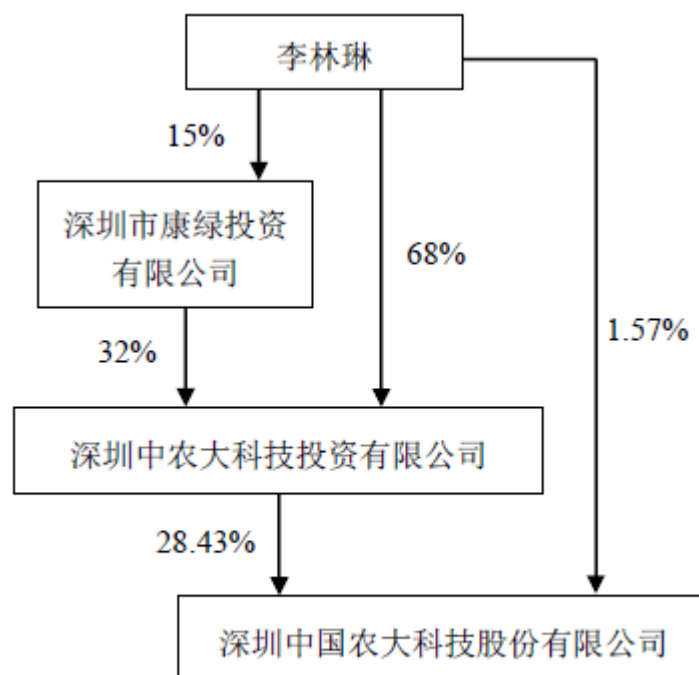 李林琳
15%
深圳市康绿投资
有限公司
68%
1.57%
32%
深圳中农大科技投资有限公司
28.43%
深圳中国农大科技股份有限公司